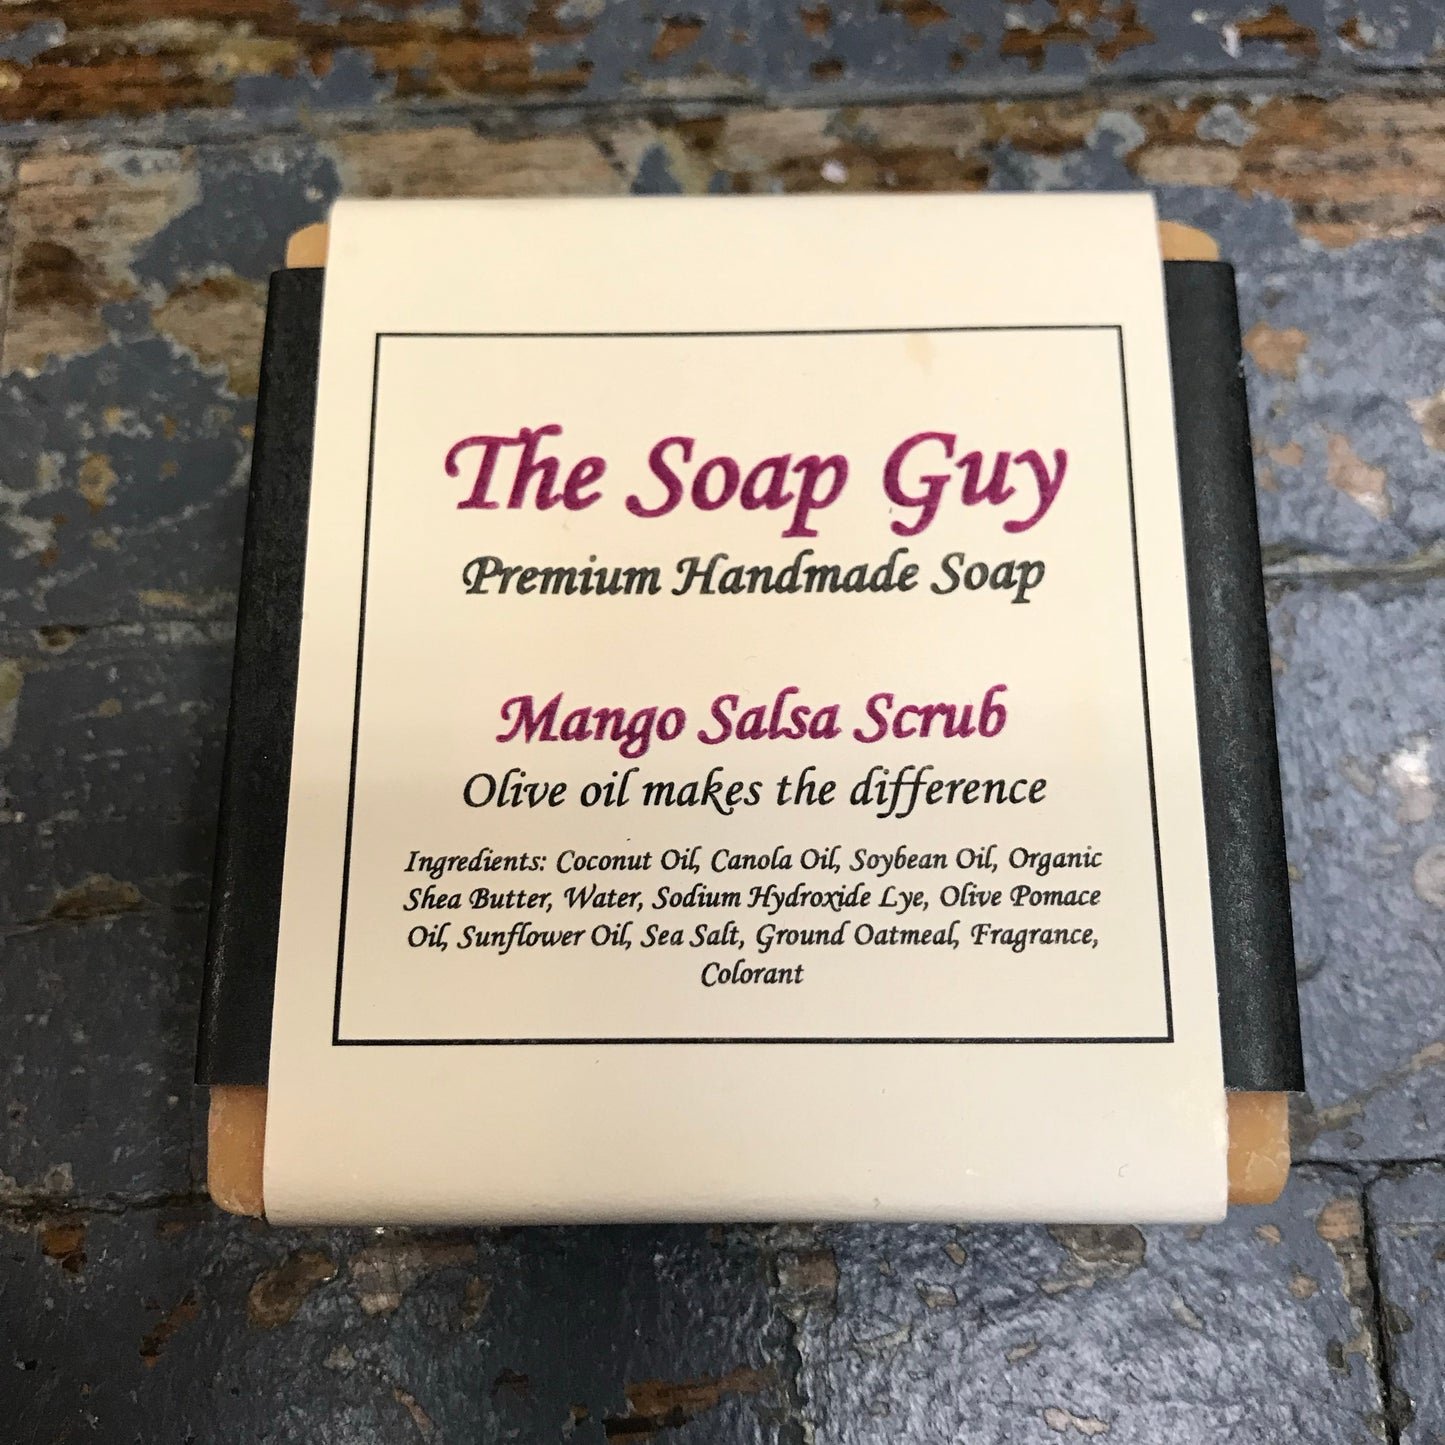 The Soap Guy
Premium Handmade Soap
Mango Salsa Scrub
Olive oil makes the difference
Ingredients: Coconut Oil, Canola Oil, Soybean Oil, Organic
Shea Butter, Water, Sodium Hydroxide Lye, Olive Pomace
Oil, Sunflower Oil, Sea Salt, Ground Oatmeal, Fragrance,
Colorant